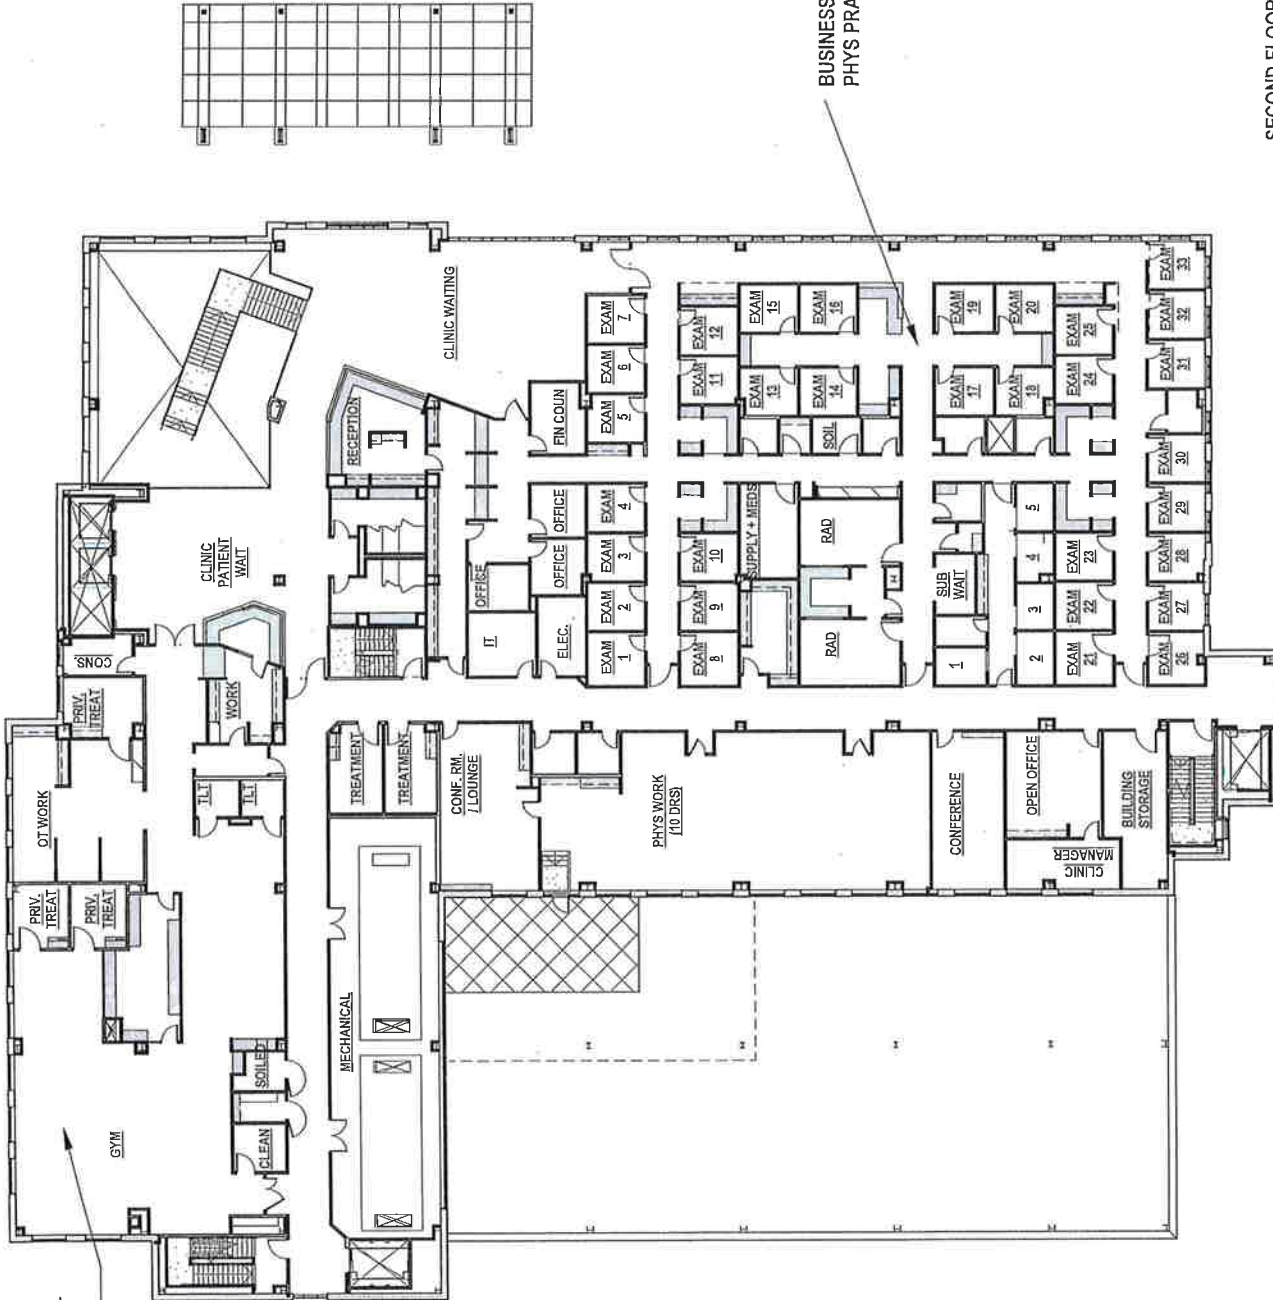 BUSINESS
PHYS PRA
SECOND FLOOR
CLINIC WAITING
RECEPTION
CLINIC
PATIENT
WAIT
CONS.
PRIV.
TREAT
WORK
OT WORK
TLT
TLT
PRIV.
TREAT
PRIV.
TREAT
GYM
SOILED
CLEAN
MECHANICAL
TREATMENT
TREATMENT
CONF. RM.
/ LOUNGE
PHYS WORK
(10 DRS)
CONFERENCE
OPEN OFFICE
CLINIC
MANAGER
BUILDING
STORAGE
FIN COUN
OFFICE
OFFICE
OFFICE
IT
ELEC.
EXAM
1
EXAM
2
EXAM
3
EXAM
4
EXAM
5
EXAM
6
EXAM
7
EXAM
8
EXAM
9
EXAM
10
EXAM
11
EXAM
12
SUPPLY + MEDS
EXAM
13
EXAM
14
EXAM
15
EXAM
16
SOIL
RAD
RAD
H
EXAM
17
EXAM
18
EXAM
19
EXAM
20
SUB
WAIT
1
2
3
4
5
EXAM
21
EXAM
22
EXAM
23
EXAM
24
EXAM
25
EXAM
26
EXAM
27
EXAM
28
EXAM
29
EXAM
30
EXAM
31
EXAM
32
EXAM
33